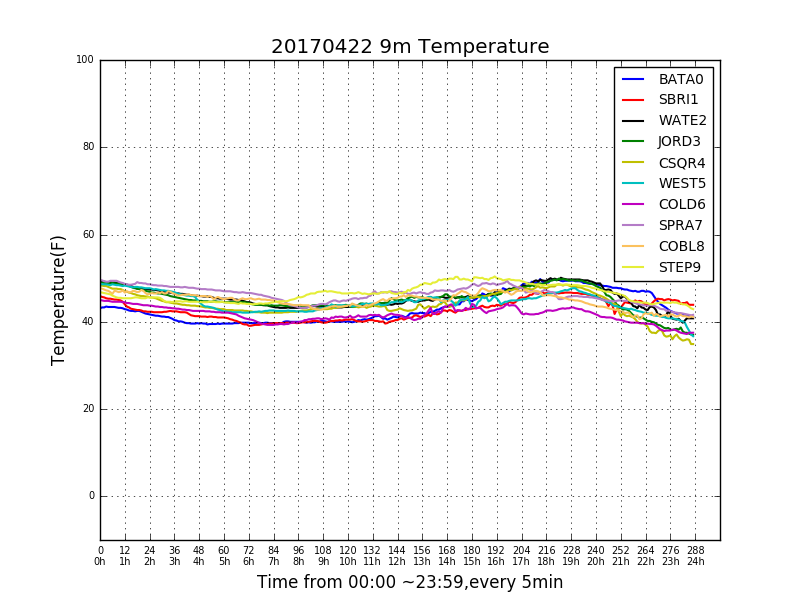 20170422 9m Temperature
100
80
60
40
20
0
Temperature(F)
BATA0
SBRI1
WATE2
JORD3
CSQR4
WEST5
COLD6
SPRA7
COBL8
STEP9
0 12 24 36 48 60 72 84 96 108 120 132 144 156 168 180 192 204 216 228 240 252 264 276 288
0h 1h 2h 3h 4h 5h 6h 7h 8h 9h 10h 11h 12h 13h 14h 15h 16h 17h 18h 19h 20h 21h 22h 23h 24h
Time from 00:00 ~23:59,every 5min